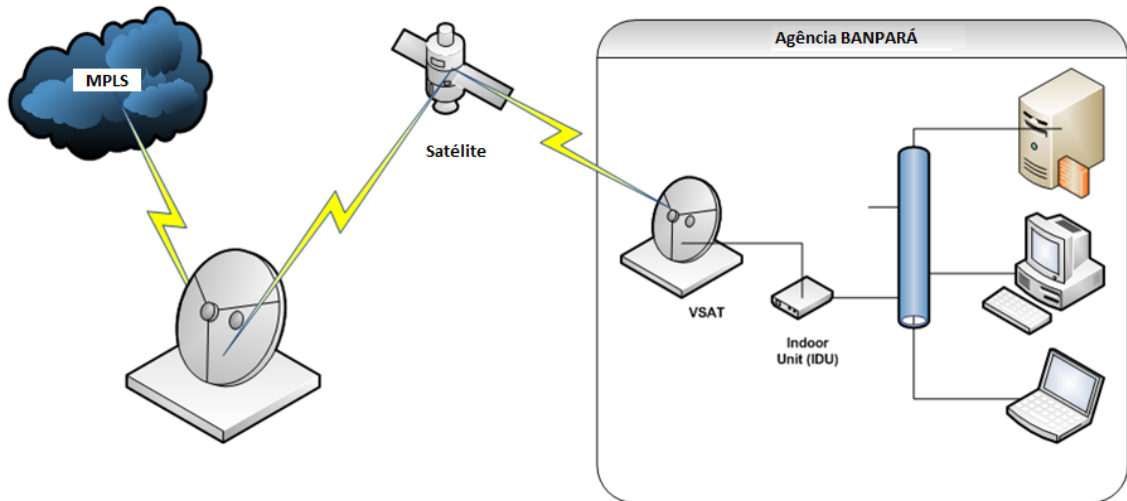 Agência BANPARÁ
MPLS
Satélite
VSAT
Indoor
Unit (IDU)